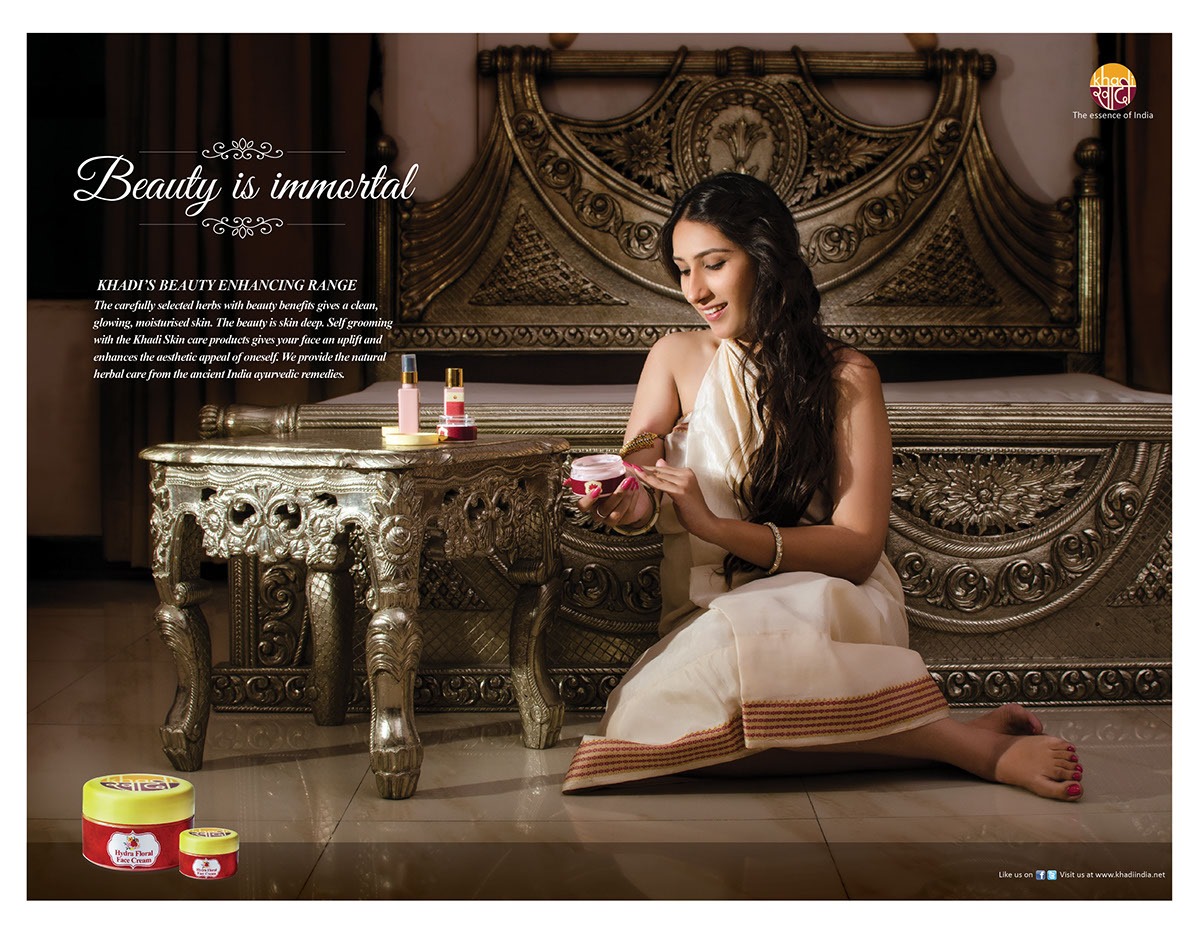 khadi
खादी
The essence of India
Beauty is immortal
KHADI'S BEAUTY ENHANCING RANGE
The carefully selected herbs with beauty benefits gives a clean,
glowing, moisturised skin. The beauty is skin deep. Self grooming
with the Khadi Skin care products gives your face an uplift and
enhances the aesthetic appeal of oneself. We provide the natural
herbal care from the ancient India ayurvedic remedies.
khadi
खादी
Hydra Floral
Face Cream
Hydra Floral
Face Cream
Like us on Visit us at www.khadiindia.net